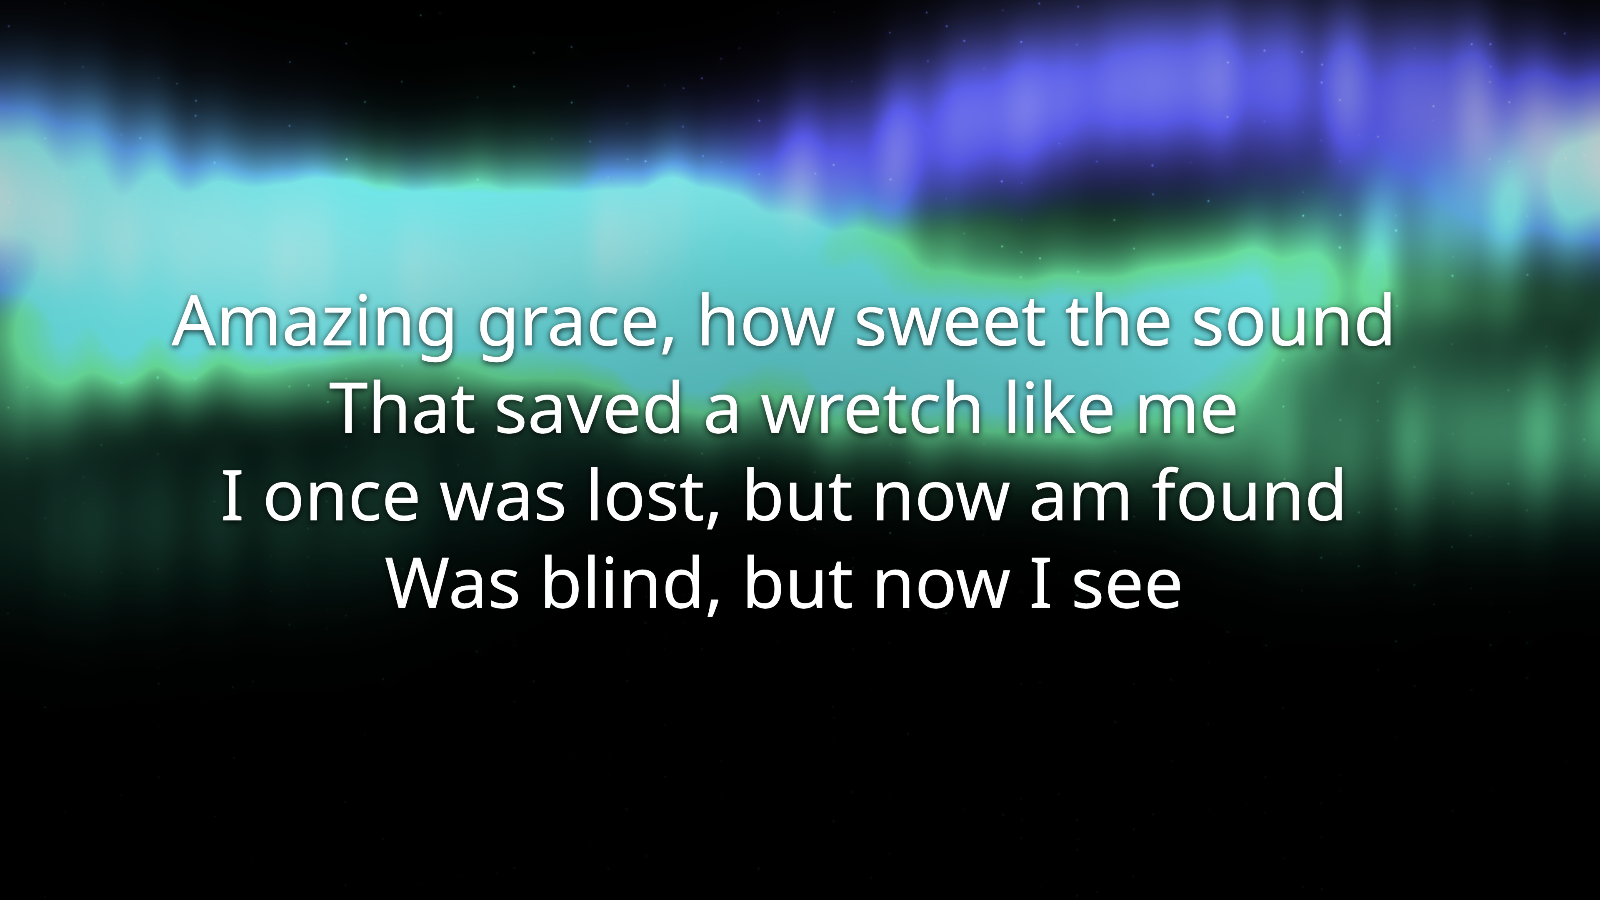 Amazing grace, how sweet the sound
That saved a wretch like me
I once was lost, but now am found
Was blind, but now I see